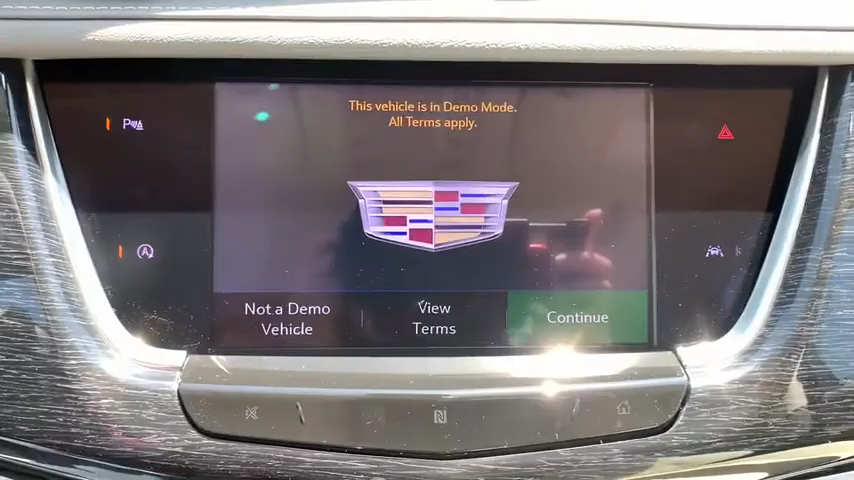 This vehicle is in Demo Mode.
All Terms apply.
Not a Demo
Vehicle
View
Terms
Continue